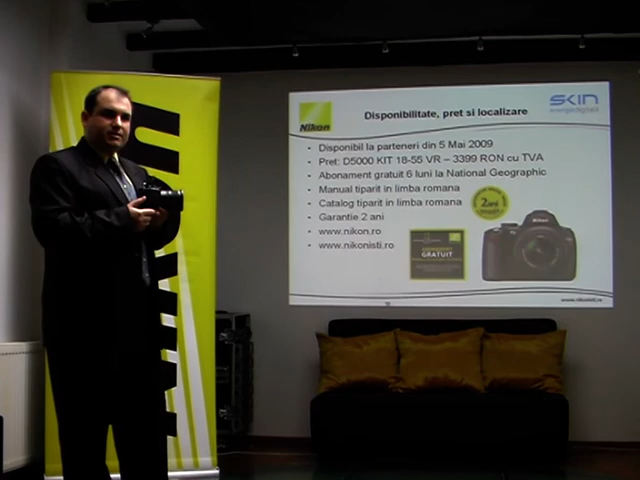 Nikon
SKIN
Disponibilitate, pret si localizare
Nikon
- Disponibil la parteneri din 5 Mai 2009
- Pret: D5000 KIT 18-55 VR – 3399 RON cu TVA
- Abonament gratuit 6 luni la National Geographic
- Manual tiparit in limba romana
- Catalog tiparit in limba romana
- Garantie 2 ani
- www.nikon.ro
- www.nikonisti.ro
2ani
GRATUIT
Nikon